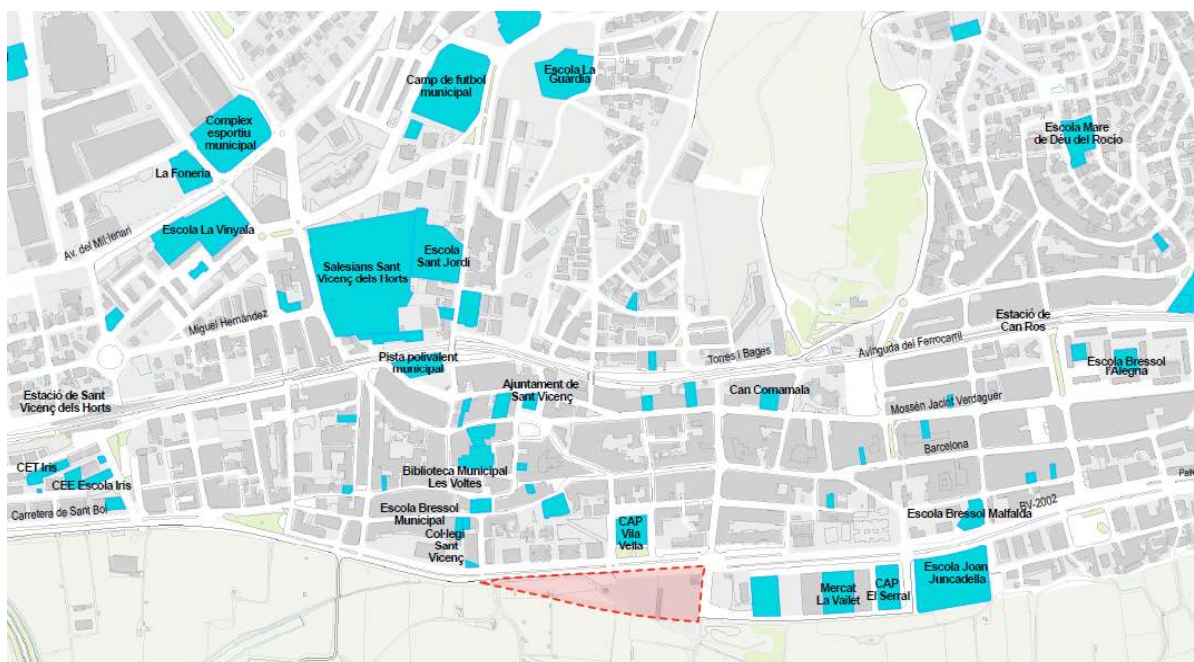 Camp de futbol
municipal
Escola La
Guardia
Complex
esportiu
municipal
Escola Mare
de Déu del Rocío
La Foneria
Av. del Mil·lenari
Escola La Vinyala
Salesians Sant
Vicenç dels Horts
Escola
Sant Jordi
Miguel Hernández
Estació de
Can Ros
Avinguda del Ferrocarril
Torres i Bages
Pista polivalent
municipal
Escola Bressol
l'Alegria
Ajuntament de
Sant Vicenç
Can Comamala
Estació de Sant
Vicenç dels Horts
Mossèn Jacint Verdaguer
Barcelona
CET Iris
CEE Escola Iris
Biblioteca Municipal
Les Voltes
Carretera de Sant Boi
Escola Bressol
Municipal
Col·legi
Sant
Vicenç
CAP
Vila
Vella
BV-2002
Escola Bressol Malfalda
Escola Joan
Juncadella
Mercat
La Vailet
CAP
El Serral